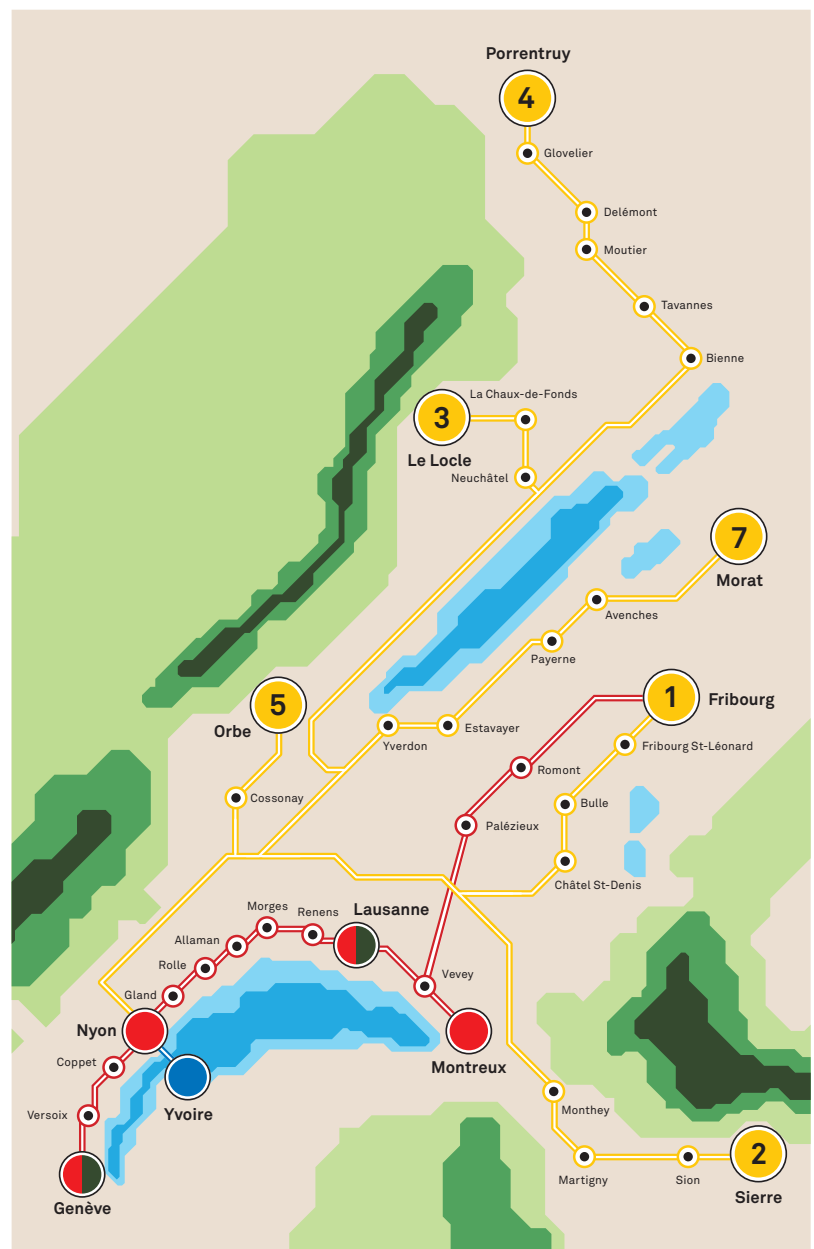 Porrentruy
4
Glovelier
Delémont
Moutier
Tavannes
Bienne
La Chaux-de-Fonds
3
Le Locle
Neuchâtel
7
Morat
Avenches
Payerne
5
Orbe
1
Fribourg
Estavayer
Yverdon
Fribourg St-Léonard
Romont
Cossonay
Bulle
Palézieux
Châtel St-Denis
Morges
Renens
Lausanne
Allaman
Rolle
Vevey
Gland
Nyon
Coppet
Montreux
Yvoire
Versoix
Monthey
Genève
Martigny
Sion
2
Sierre